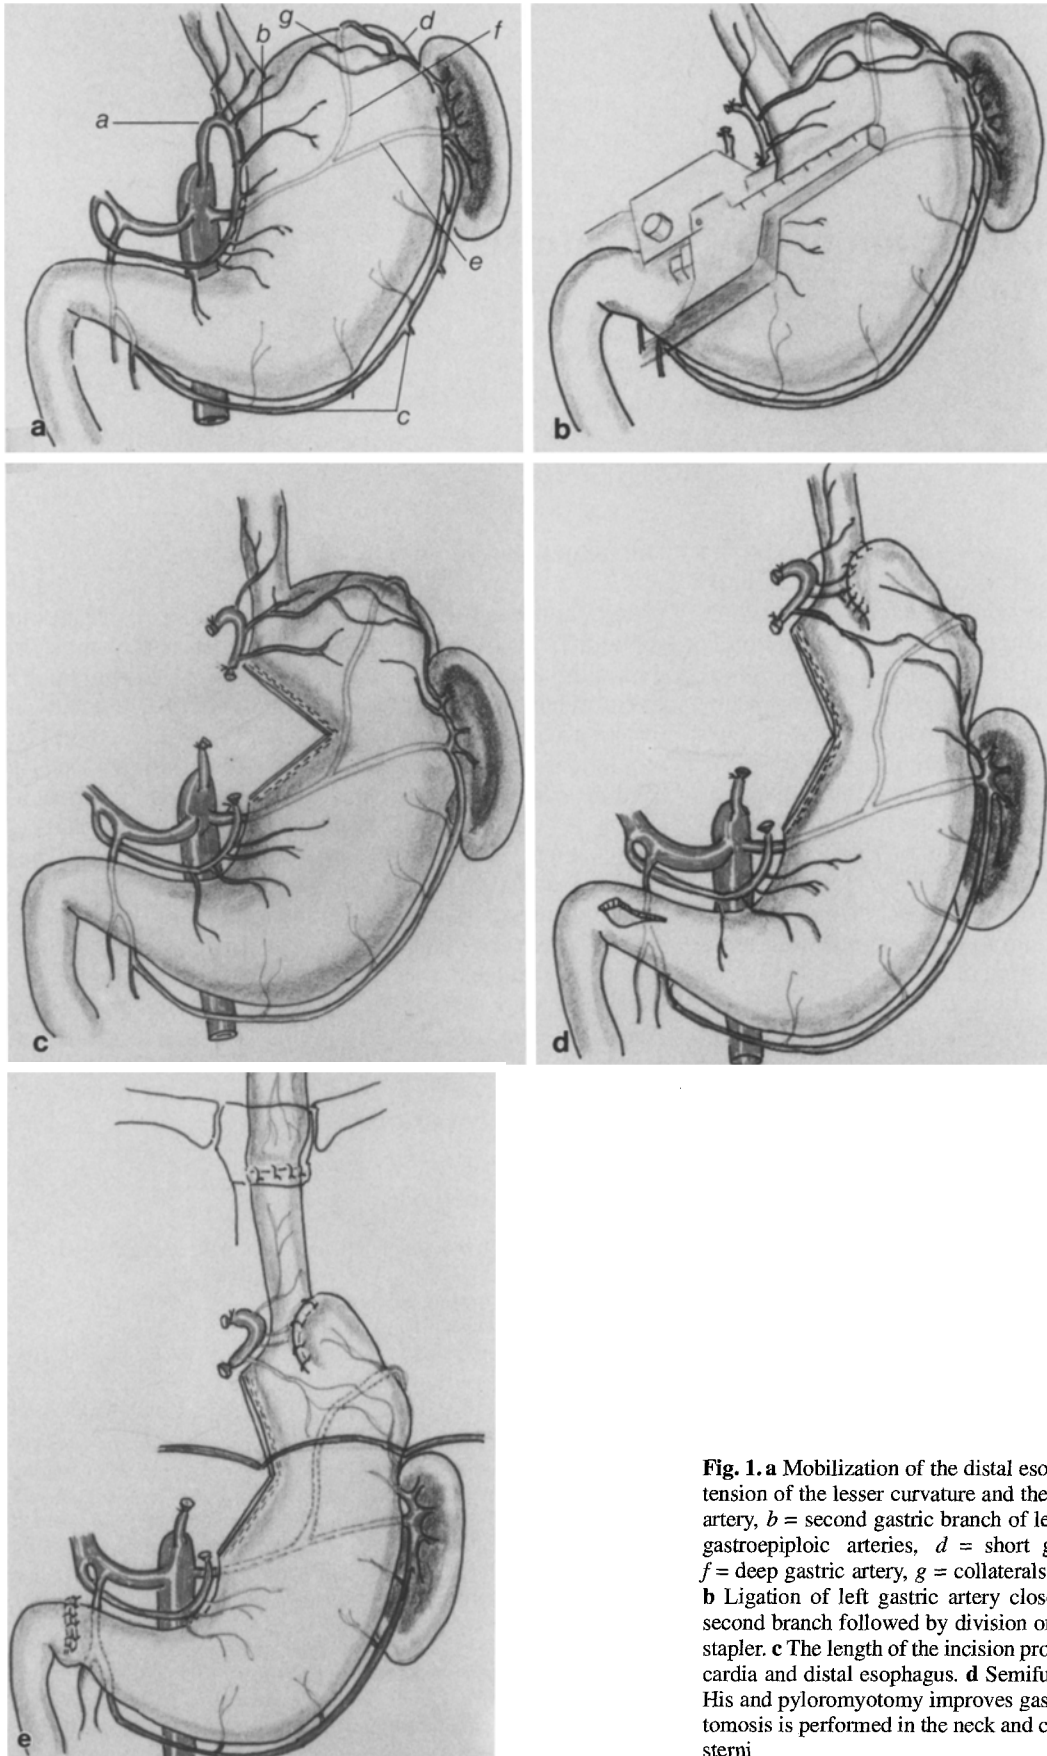 g
b
d
f
a
e
c
a
b
c
d
e
Fig. 1. a Mobilization of the distal eso
tension of the lesser curvature and the
artery, b = second gastric branch of le
gastroepiploic arteries, d = short g
f = deep gastric artery, g = collaterals
b Ligation of left gastric artery clos
second branch followed by division o
stapler. c The length of the incision pro
cardia and distal esophagus. d Semifu
His and pyloromyotomy improves gas
tomosis is performed in the neck and c
sterni